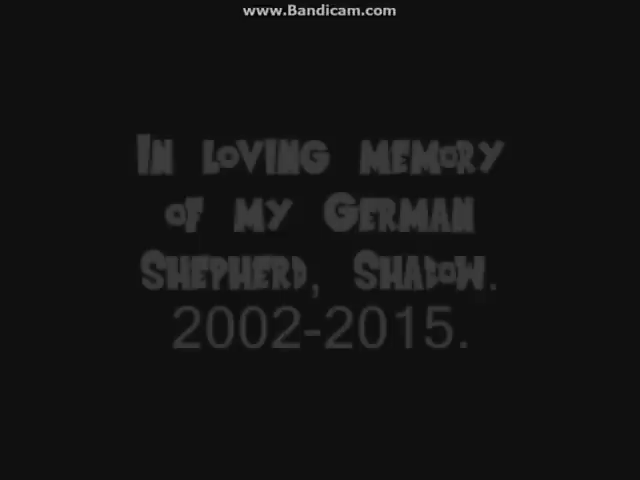 www.Bandicam.com
In loving memory
of my German
Shepherd, Shadow.
2002-2015.